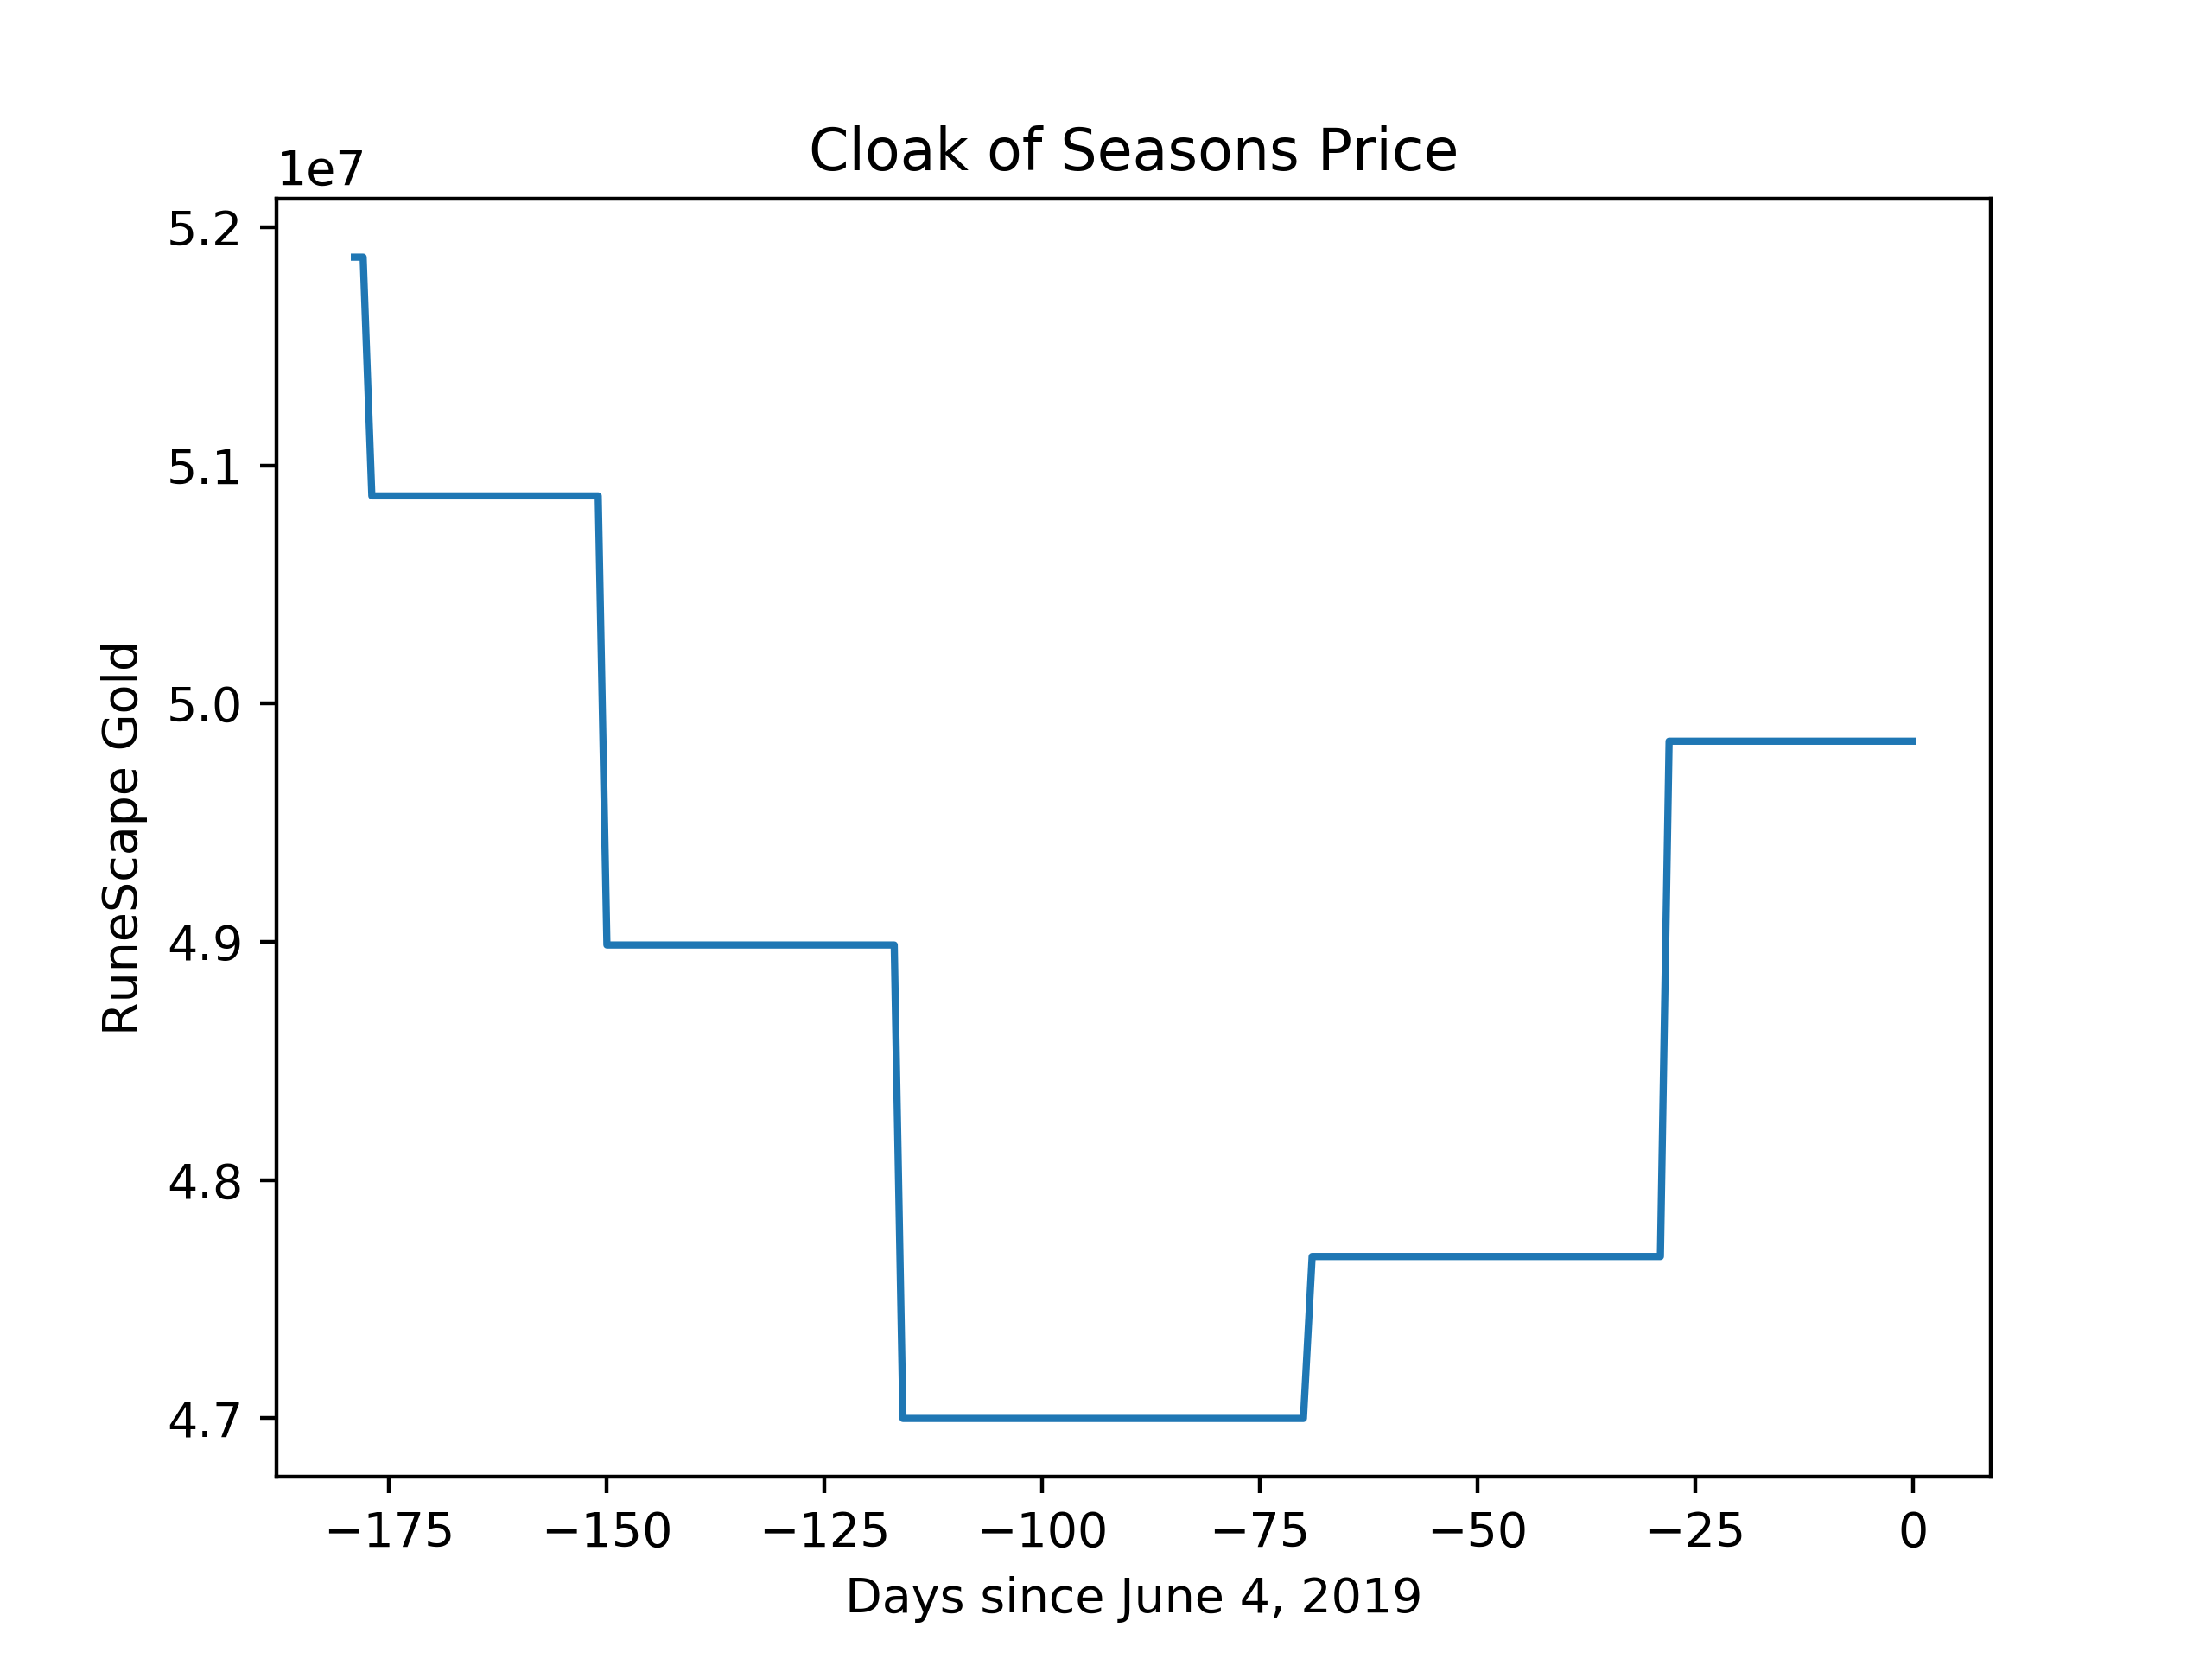 Cloak of Seasons Price
1e7
5.2
5.1
5.0
4.9
4.8
4.7
RuneScape Gold
−175 −150 −125 −100 −75 −50 −25 0
Days since June 4, 2019